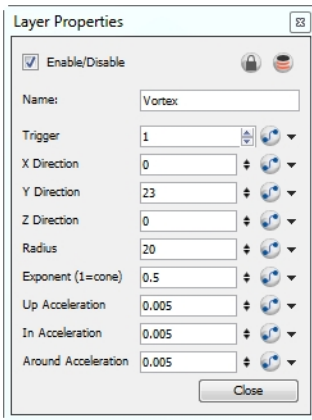 Layer Properties
Enable/Disable
Name: Vortex
Trigger 1
X Direction 0
Y Direction 23
Z Direction 0
Radius 20
Exponent (1=cone) 0.5
Up Acceleration 0.005
In Acceleration 0.005
Around Acceleration 0.005
Close